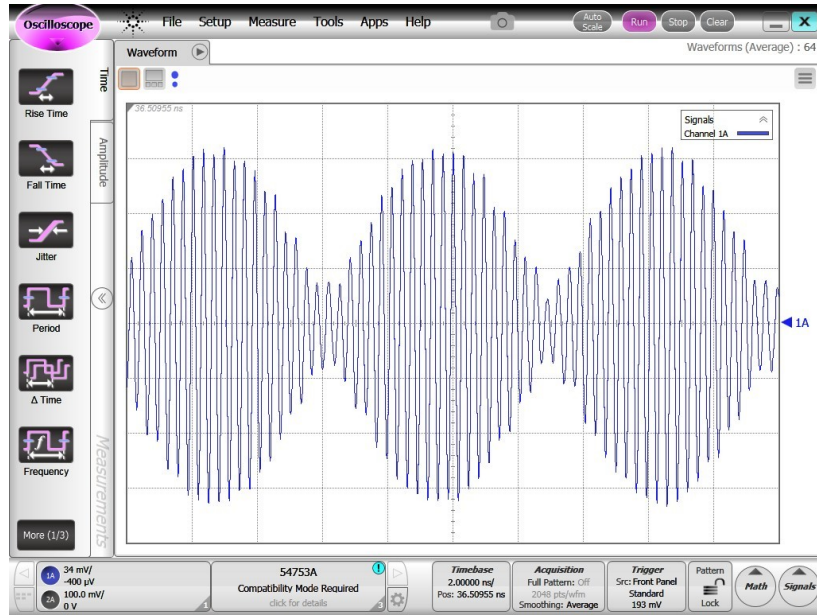 Oscilloscope
File Setup Measure Tools Apps Help
Auto Scale
Run
Stop
Clear
X
Waveform
Waveforms (Average) : 64
Rise Time
Fall Time
Jitter
Period
Δ Time
Frequency
More (1/3)
Time
Amplitude
Measurements
36.50955 ns
Signals
Channel 1A
1A
1A
34 mV/
-400 µV
2A
100.0 mV/
0 V
1
54753A
Compatibility Mode Required
click for details
!
3
Timebase
2.00000 ns/
Pos: 36.50955 ns
Acquisition
Full Pattern: Off
2048 pts/wfm
Smoothing: Average
Trigger
Src: Front Panel
Standard
193 mV
Pattern
Lock
Math
Signals